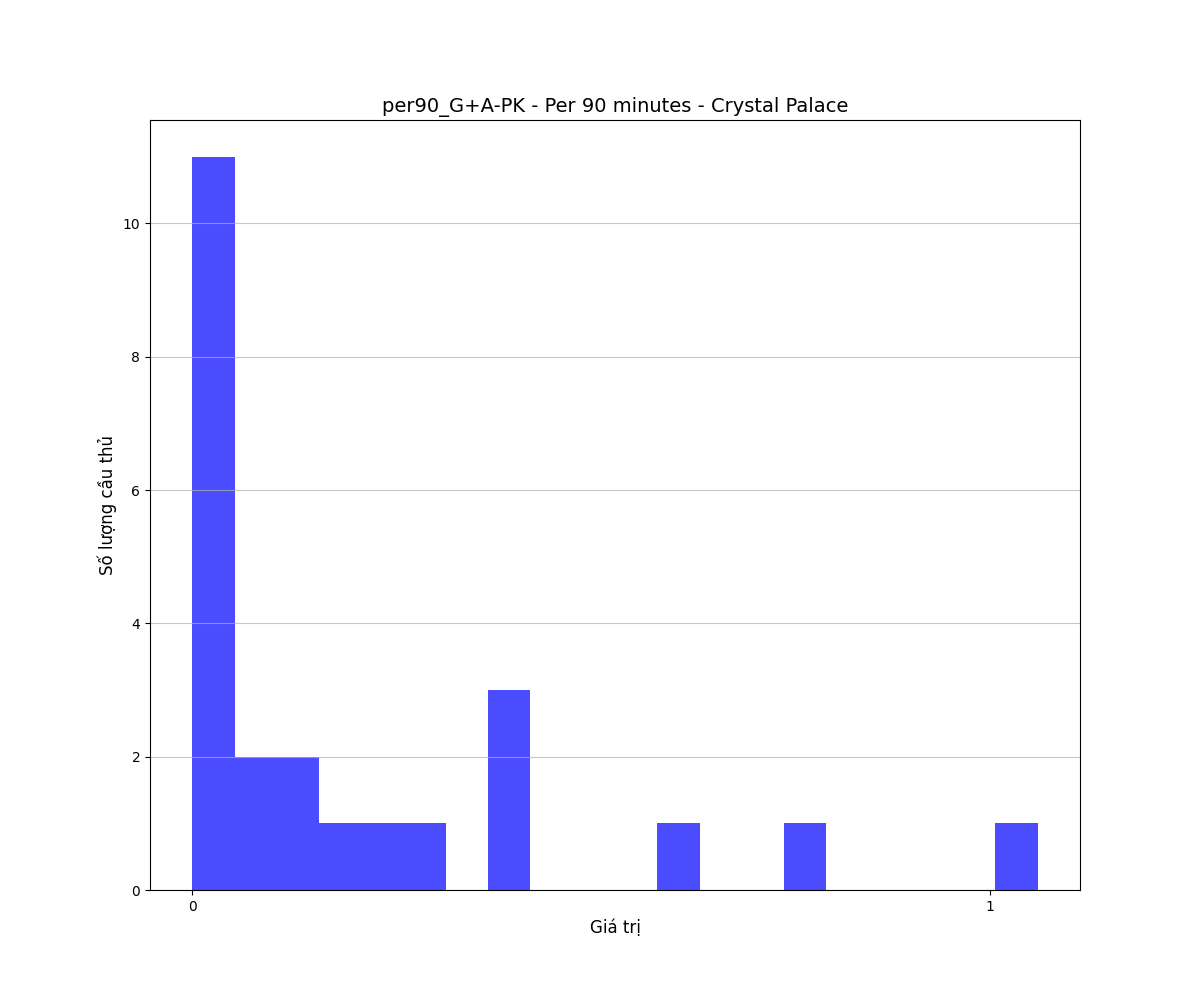 per90_G+A-PK - Per 90 minutes - Crystal Palace
10
8
6
4
2
0
Số lượng cầu thủ
0 1
Giá trị